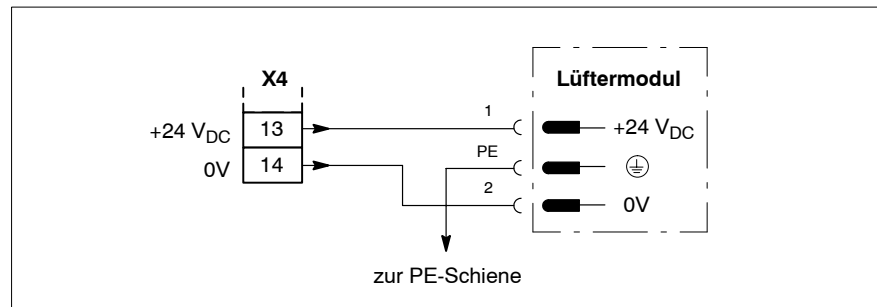 X4
Lüftermodul
+24 VDC 13 1 +24 VDC
PE
0V 14 2 0V
zur PE-Schiene